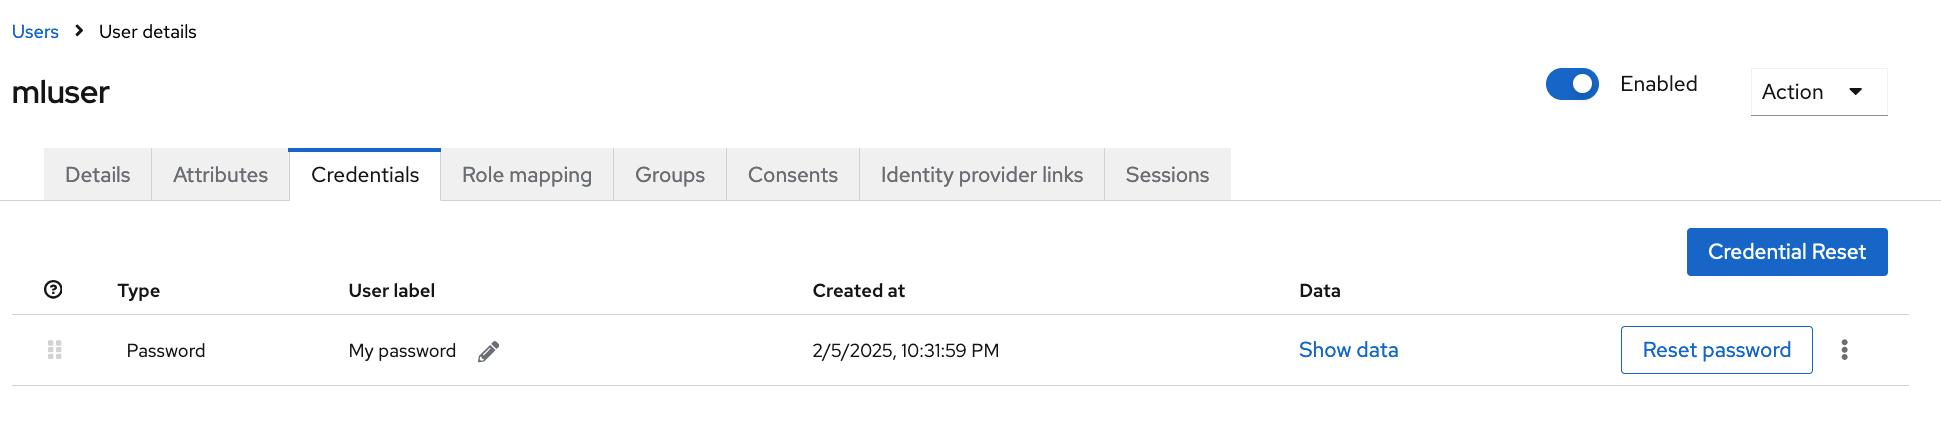 Users > User details
mluser
Enabled
Action
Details Attributes Credentials Role mapping Groups Consents Identity provider links Sessions
Credential Reset
Type User label Created at Data
Password My password 2/5/2025, 10:31:59 PM Show data Reset password